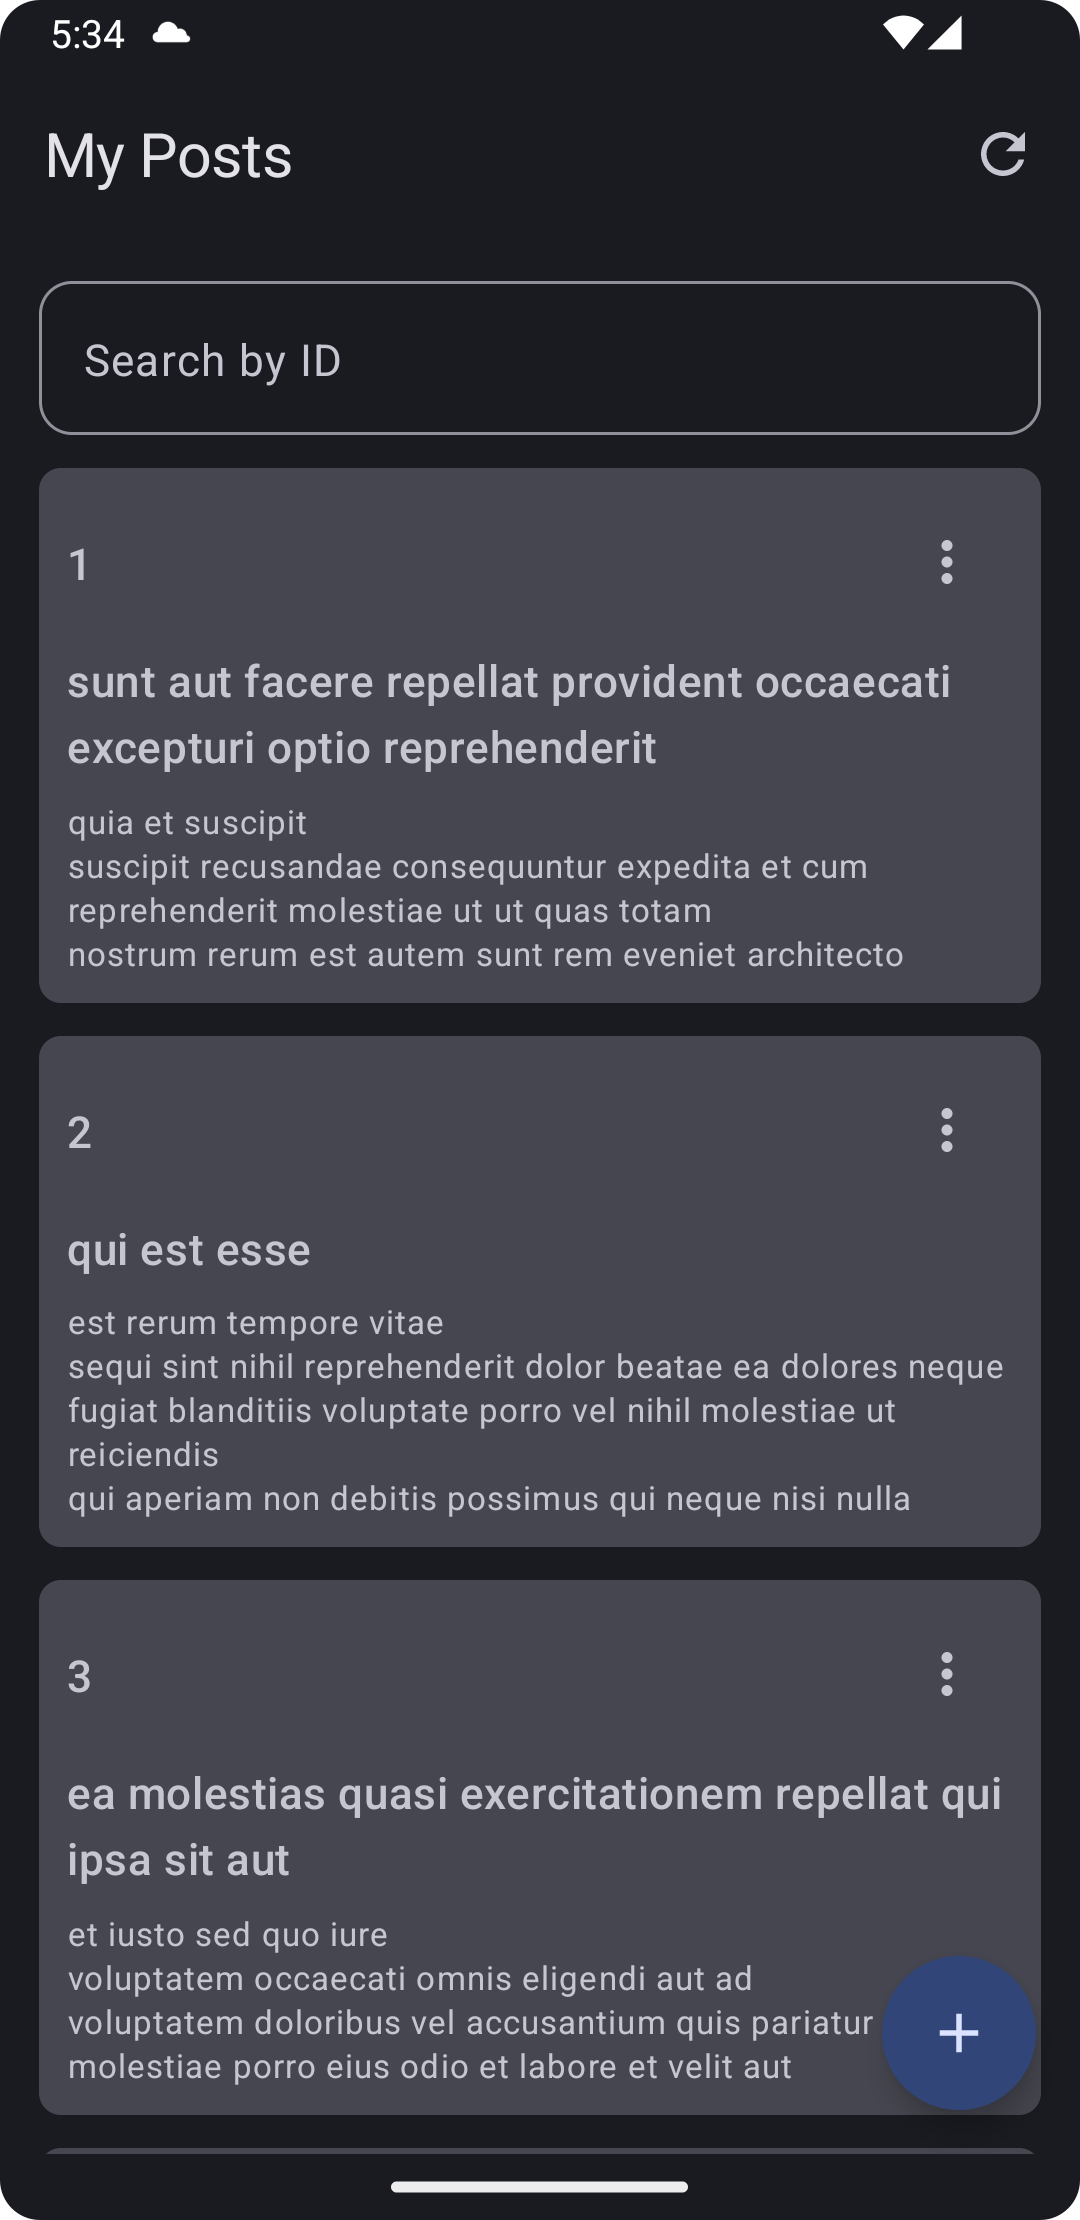 5:34
My Posts
Search by ID
1
sunt aut facere repellat provident occaecati
excepturi optio reprehenderit
quia et suscipit
suscipit recusandae consequuntur expedita et cum
reprehenderit molestiae ut ut quas totam
nostrum rerum est autem sunt rem eveniet architecto
2
qui est esse
est rerum tempore vitae
sequi sint nihil reprehenderit dolor beatae ea dolores neque
fugiat blanditiis voluptate porro vel nihil molestiae ut
reiciendis
qui aperiam non debitis possimus qui neque nisi nulla
3
ea molestias quasi exercitationem repellat qui
ipsa sit aut
et iusto sed quo iure
voluptatem occaecati omnis eligendi aut ad
voluptatem doloribus vel accusantium quis pariatur
molestiae porro eius odio et labore et velit aut